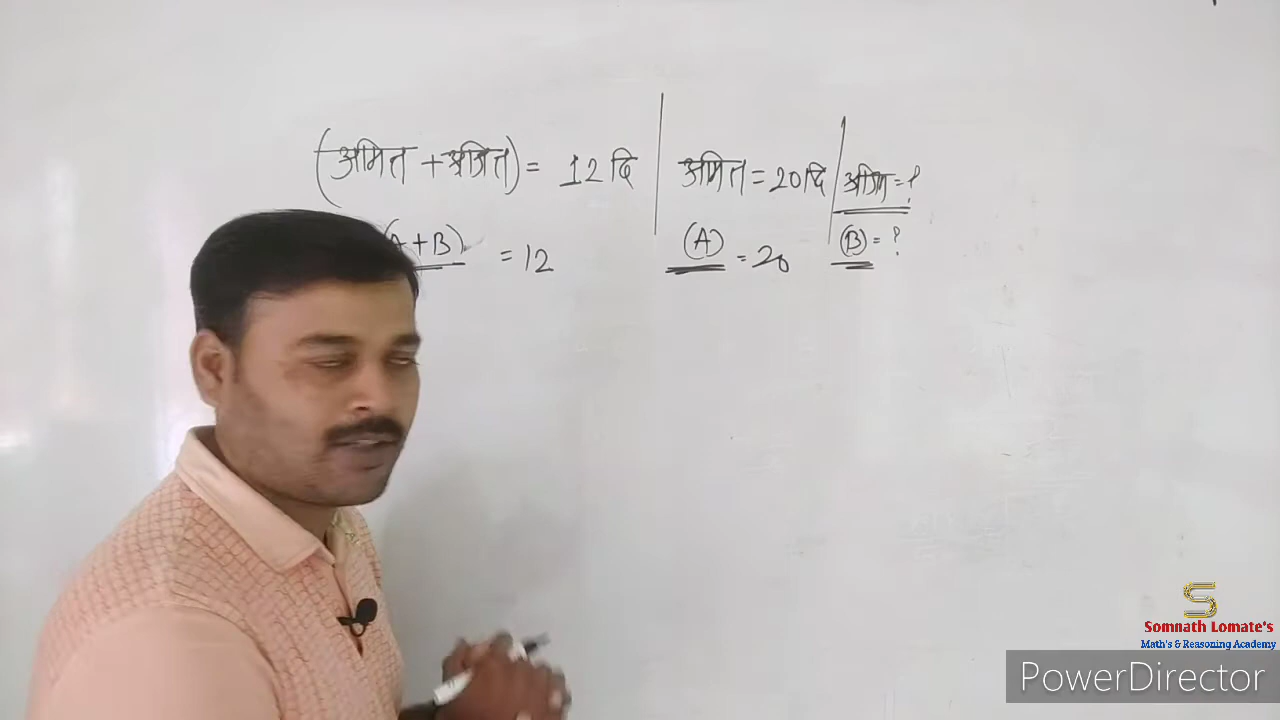 (अमित + अजित) = 12 दि | अमित = 20 दि | अजित = ?
(A + B) = 12 (A) = 20 (B) = ?
S
Somnath Lomate's
Math's & Reasoning Academy
PowerDirector